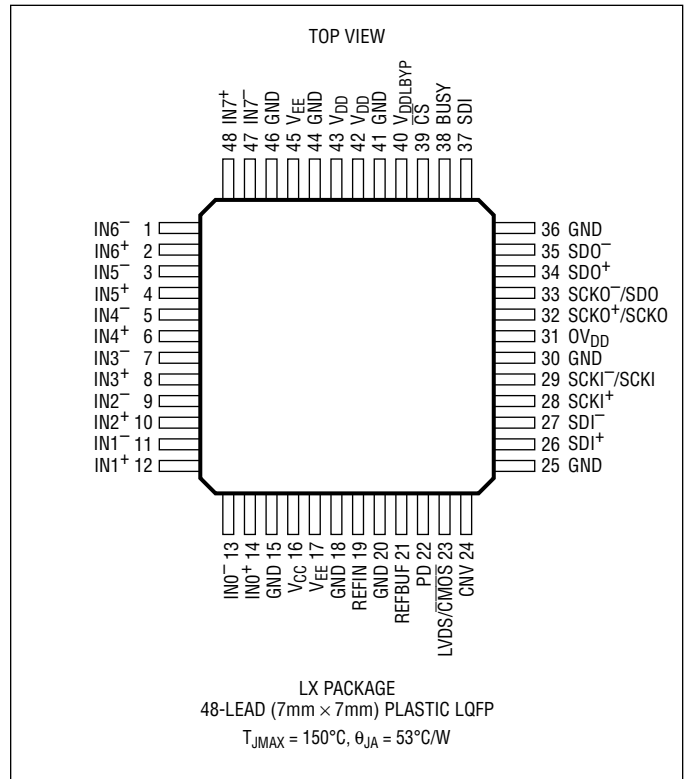 TOP VIEW
48 IN7⁺
47 IN7⁻
46 GND
45 VEE
44 GND
43 VDD
42 VDD
41 GND
40 VDDLBYP
39 C̅S̅
38 BUSY
37 SDI
IN6⁻ 1
IN6⁺ 2
IN5⁻ 3
IN5⁺ 4
IN4⁻ 5
IN4⁺ 6
IN3⁻ 7
IN3⁺ 8
IN2⁻ 9
IN2⁺ 10
IN1⁻ 11
IN1⁺ 12
36 GND
35 SDO⁻
34 SDO⁺
33 SCKO⁻/SDO
32 SCKO⁺/SCKO
31 OVDD
30 GND
29 SCKI⁻/SCKI
28 SCKI⁺
27 SDI⁻
26 SDI⁺
25 GND
IN0⁻ 13
IN0⁺ 14
GND 15
VCC 16
VEE 17
GND 18
REFIN 19
GND 20
REFBUF 21
PD 22
LVDS/C̅M̅O̅S̅ 23
CNV 24
LX PACKAGE
48-LEAD (7mm × 7mm) PLASTIC LQFP
TJMAX = 150°C, θJA = 53°C/W